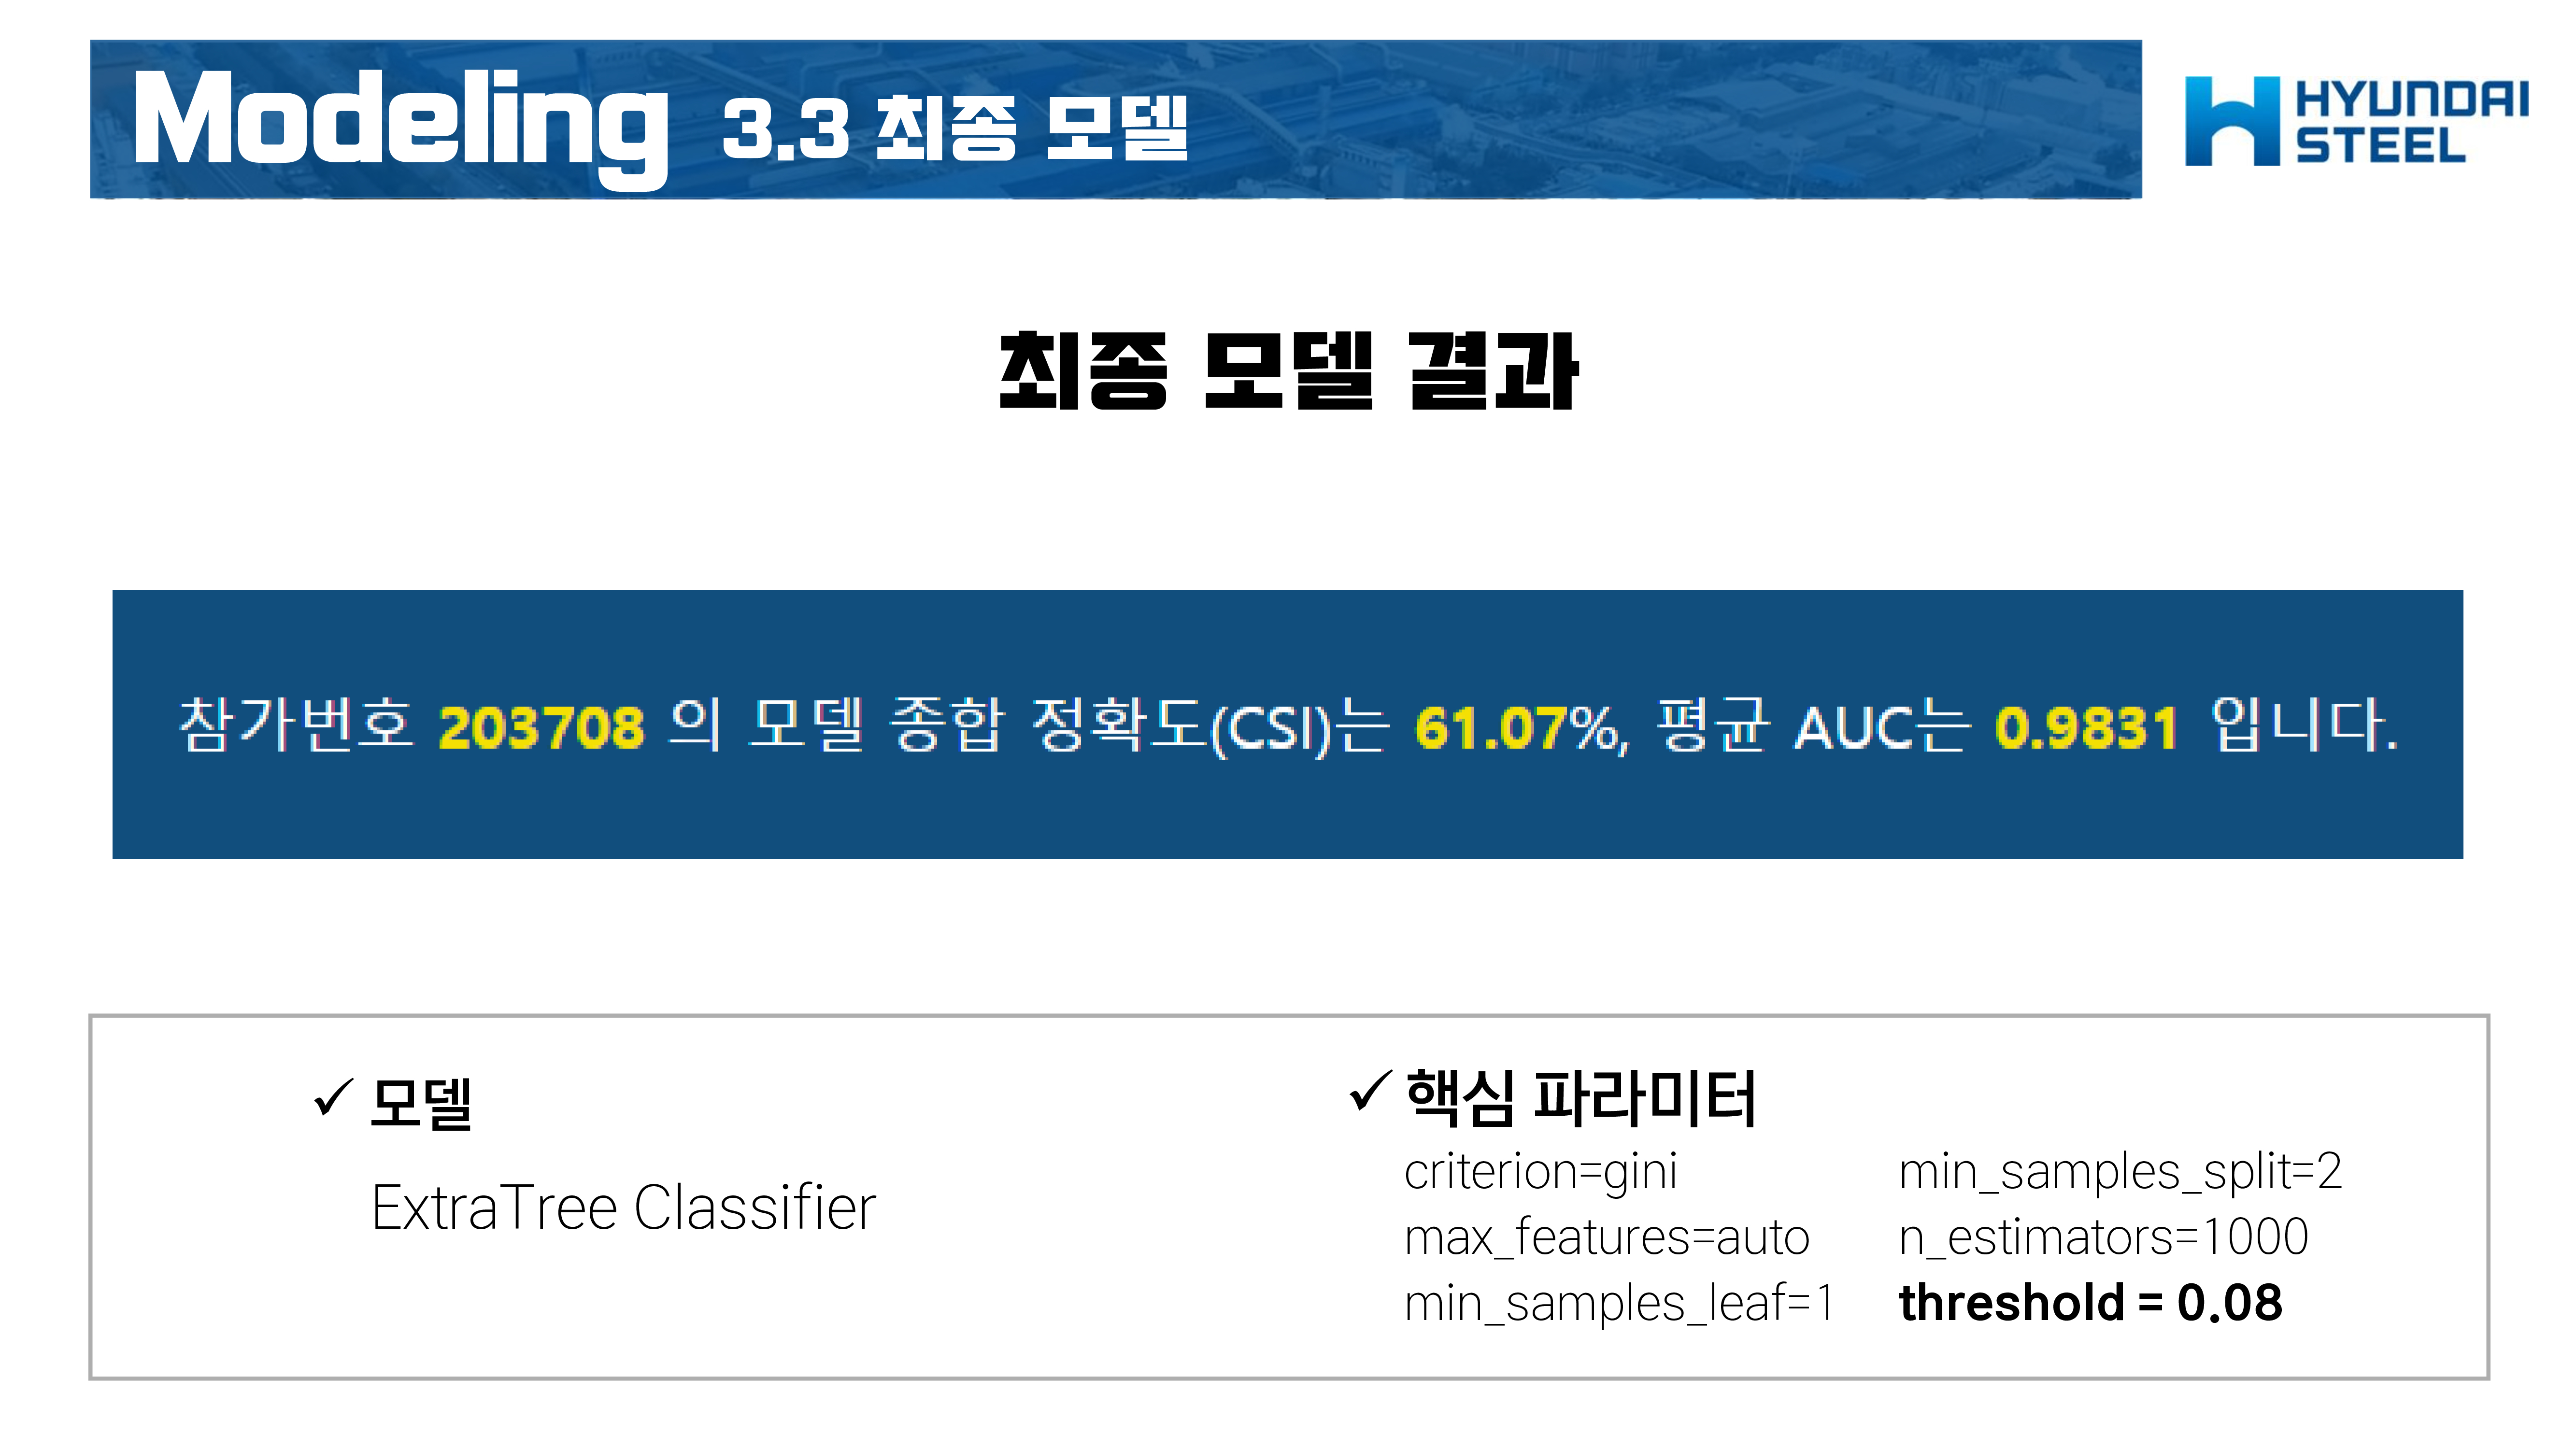 Modeling 3.3 최종 모델
HYUNDAI
STEEL
최종 모델 결과
참가번호 203708 의 모델 종합 정확도(CSI)는 61.07%, 평균 AUC는 0.9831 입니다.
✓ 모델
ExtraTree Classifier
✓ 핵심 파라미터
criterion=gini
max_features=auto
min_samples_leaf=1
min_samples_split=2
n_estimators=1000
threshold = 0.08